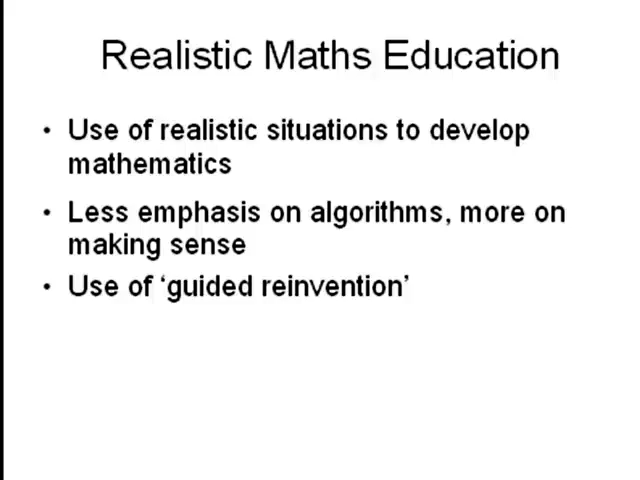 Realistic Maths Education
• Use of realistic situations to develop
mathematics
• Less emphasis on algorithms, more on
making sense
• Use of ‘guided reinvention’